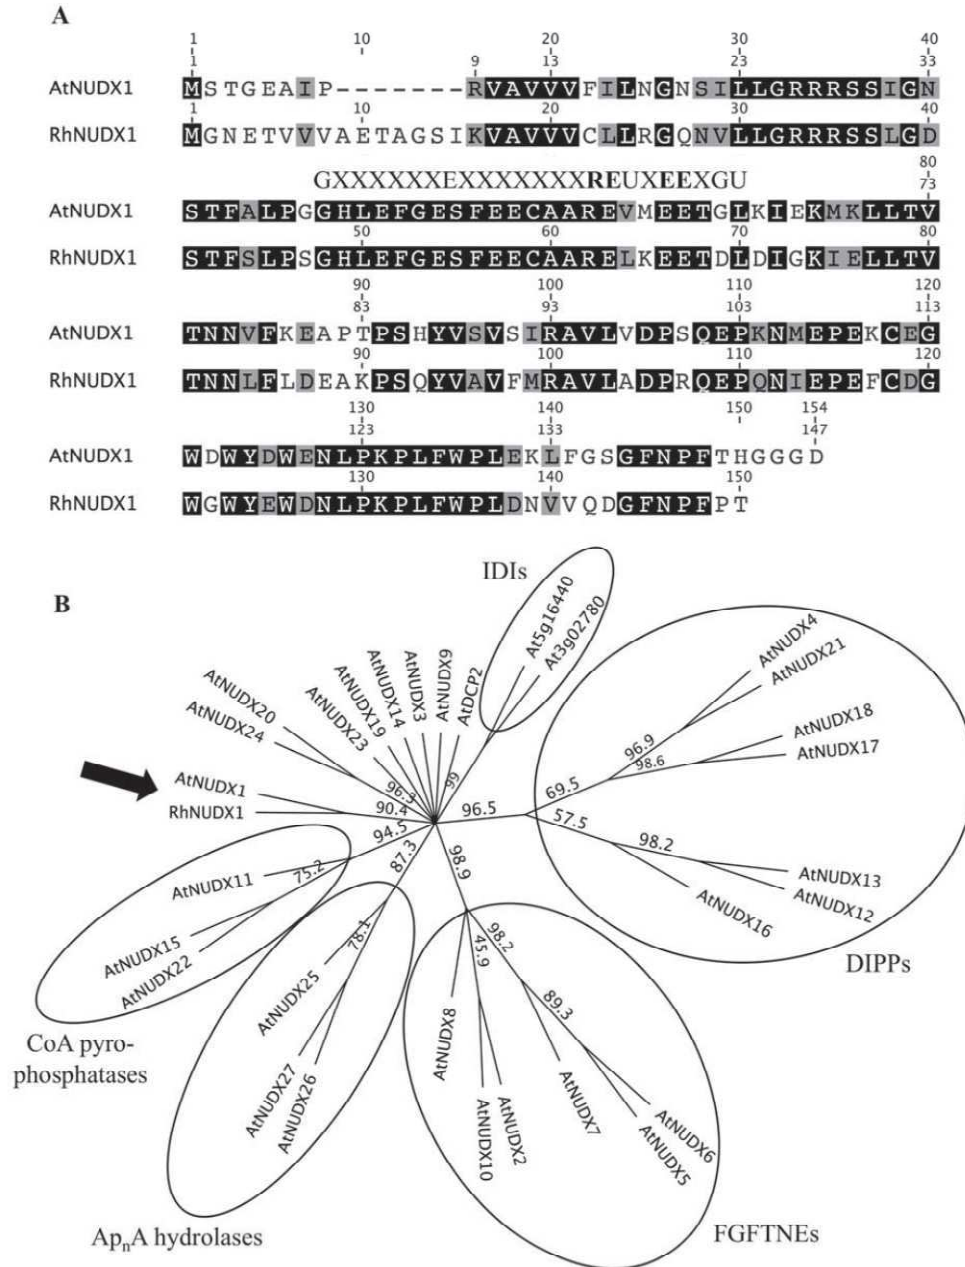 A
1 10 20 30 40
1 9 13 23 33
AtNUDX1 MSTGEAIP-------RVAVVVFILNGNSILLGRRRSSIGN
1 10 20 30 40
RhNUDX1 MGNETVVVAETAGSIKVAVVVCLLRGQNVLLGRRRSSLGD
80
GXXXXXXEXXXXXXXREUXEEXGU 73
AtNUDX1 STFALPGGHLEFGESFEECAAREVMEETGLKIEKMKLLTV
50 60 70 80
RhNUDX1 STFSLPSGHLEFGESFEECAARELKEETDLDIGKIELLTV
90 100 110 120
83 93 103 113
AtNUDX1 TNNVFKEAPTPSHYVSVSIRAVLVDPSQEPKNMEPEKCEG
90 100 110 120
RhNUDX1 TNNLFLDEAKPSQYVAVFMRAVLADPRQEPQNIEPEFCDG
130 140 150 154
123 133 147
AtNUDX1 WDWYDWENLPKPLFWPLEKLFGSGFNPFTHGGGD
130 140 150
RhNUDX1 WGWYEWDNLPKPLFWPLDNVVQDGFNPFPT
B
IDIs
At5g16440
At3g02780
AtNUDX20
AtNUDX24
AtNUDX23
AtNUDX19
AtNUDX14
AtNUDX3
AtNUDX9
AtDCP2
AtNUDX4
AtNUDX21
AtNUDX18
AtNUDX17
96.9
98.6
69.5
57.5
98.2
96.5
99
96.3
90.4
94.5
87.3
98.9
AtNUDX1
RhNUDX1
AtNUDX13
AtNUDX12
AtNUDX16
DIPPs
75.2
AtNUDX11
AtNUDX15
AtNUDX22
CoA pyro-
phosphatases
78.1
AtNUDX25
AtNUDX27
AtNUDX26
ApnA hydrolases
98.2
45.9
89.3
AtNUDX8
AtNUDX10
AtNUDX2
AtNUDX7
AtNUDX6
AtNUDX5
FGFTNEs